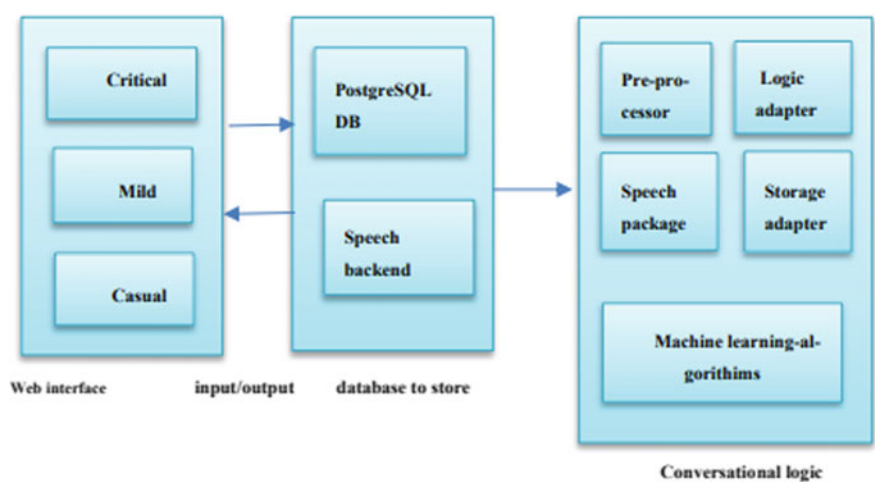 Critical
Mild
Casual
Web interface
input/output
PostgreSQL
DB
Speech
backend
database to store
Pre-pro-
cessor
Logic
adapter
Speech
package
Storage
adapter
Machine learning-al-
gorithims
Conversational logic